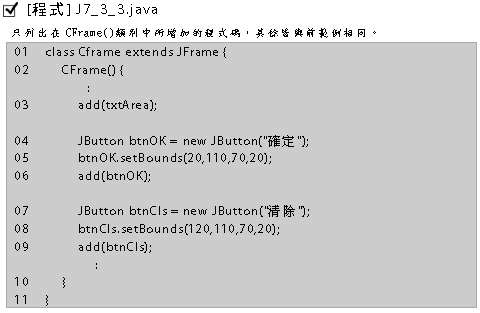 [程式] J7_3_3.java
只列出在 CFrame()類別中所增加的程式碼，其餘皆與前範例相同。
01 class Cframe extends JFrame {
02 CFrame() {
:
03 add(txtArea);
04 JButton btnOK = new JButton("確定");
05 btnOK.setBounds(20,110,70,20);
06 add(btnOK);
07 JButton btnCls = new JButton("清除");
08 btnCls.setBounds(120,110,70,20);
09 add(btnCls);
:
10 }
11 }